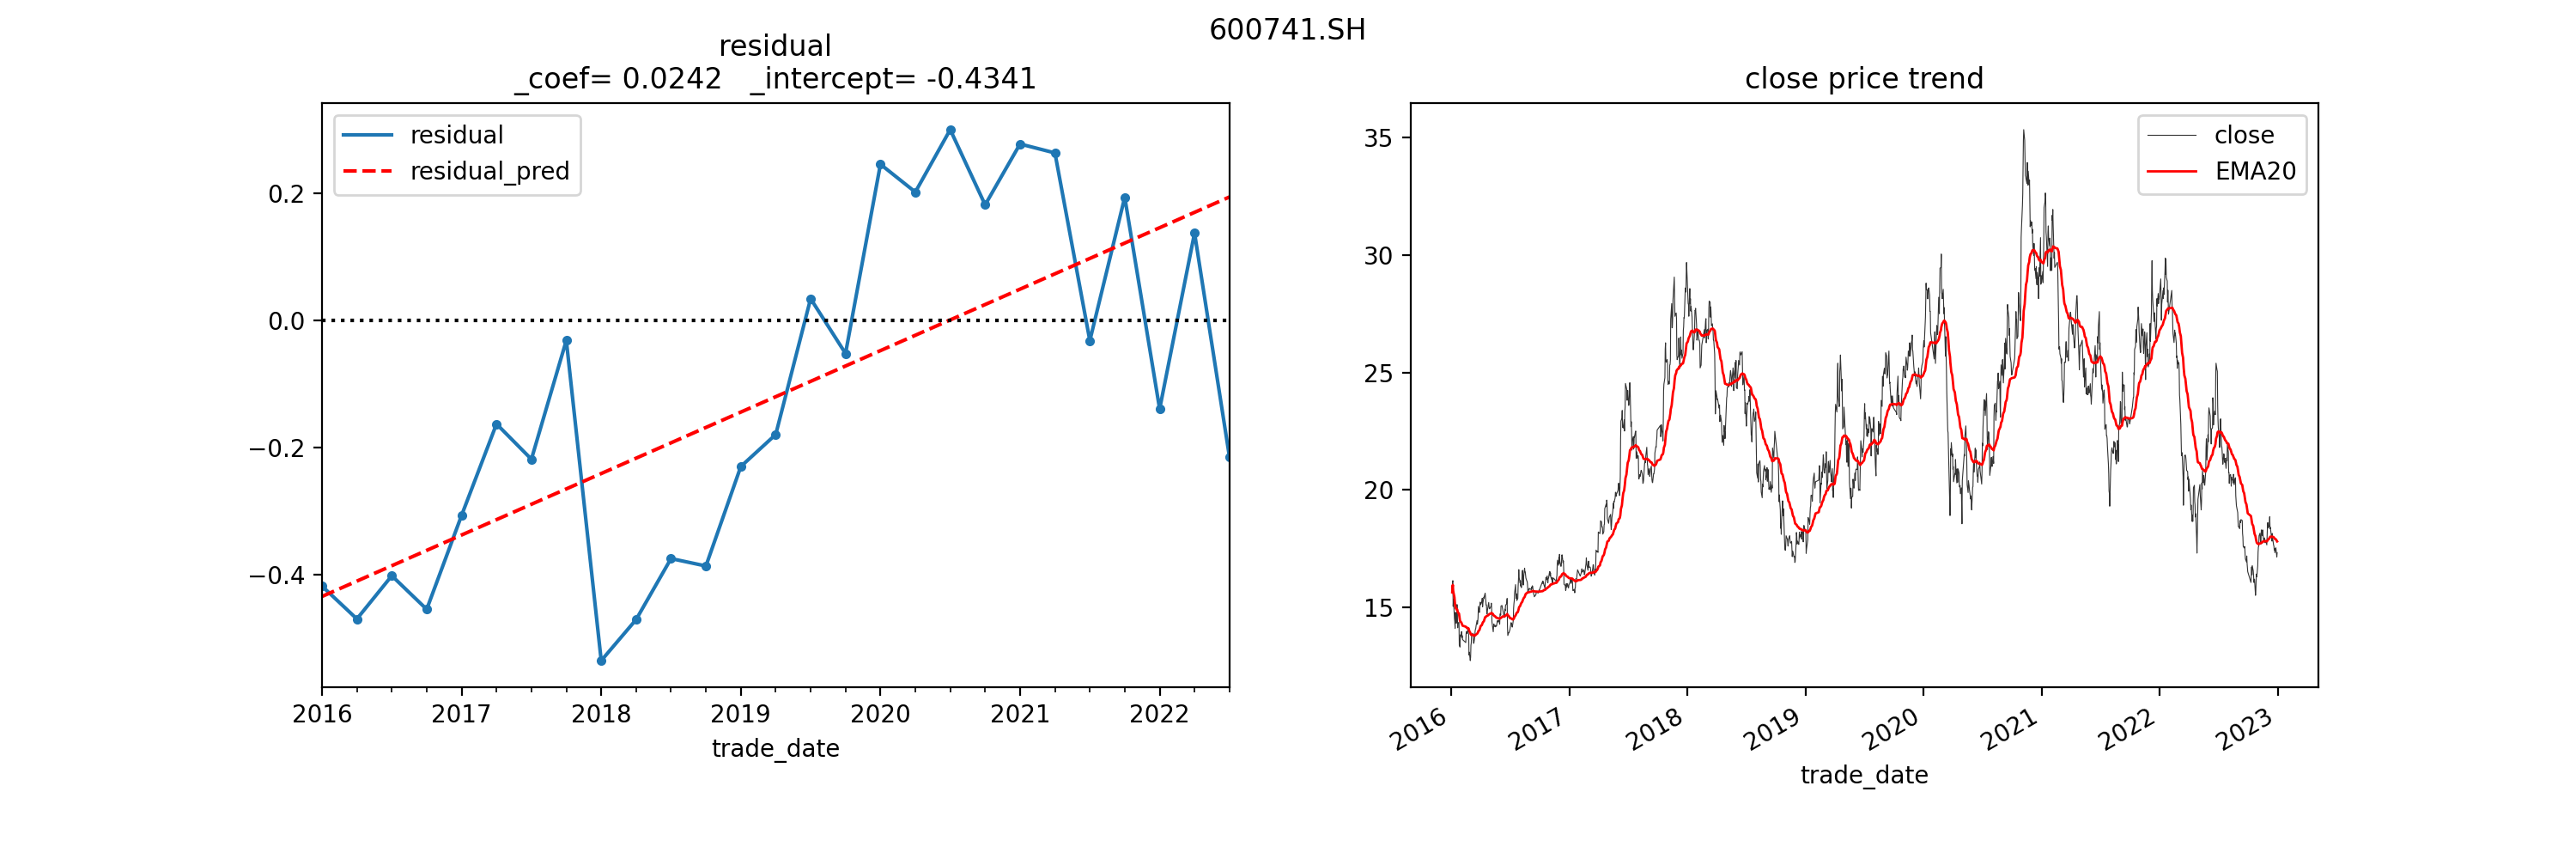 600741.SH
residual
_coef= 0.0242   _intercept= -0.4341
residual
residual_pred
0.2
0.0
−0.2
−0.4
2016
2017
2018
2019
2020
2021
2022
trade_date
close price trend
close
EMA20
35
30
25
20
15
2016
2017
2018
2019
2020
2021
2022
2023
trade_date